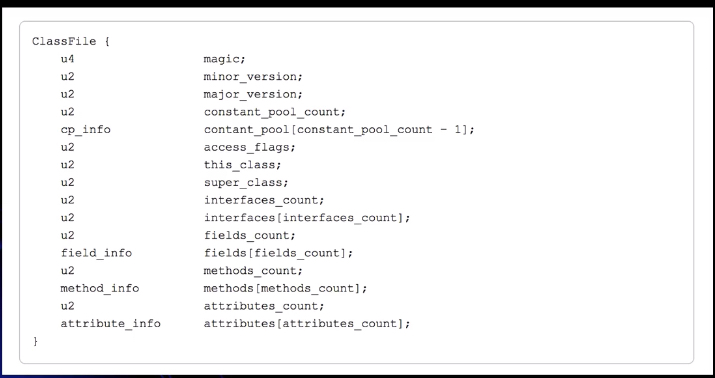 ClassFile {
u4 magic;
u2 minor_version;
u2 major_version;
u2 constant_pool_count;
cp_info contant_pool[constant_pool_count - 1];
u2 access_flags;
u2 this_class;
u2 super_class;
u2 interfaces_count;
u2 interfaces[interfaces_count];
u2 fields_count;
field_info fields[fields_count];
u2 methods_count;
method_info methods[methods_count];
u2 attributes_count;
attribute_info attributes[attributes_count];
}